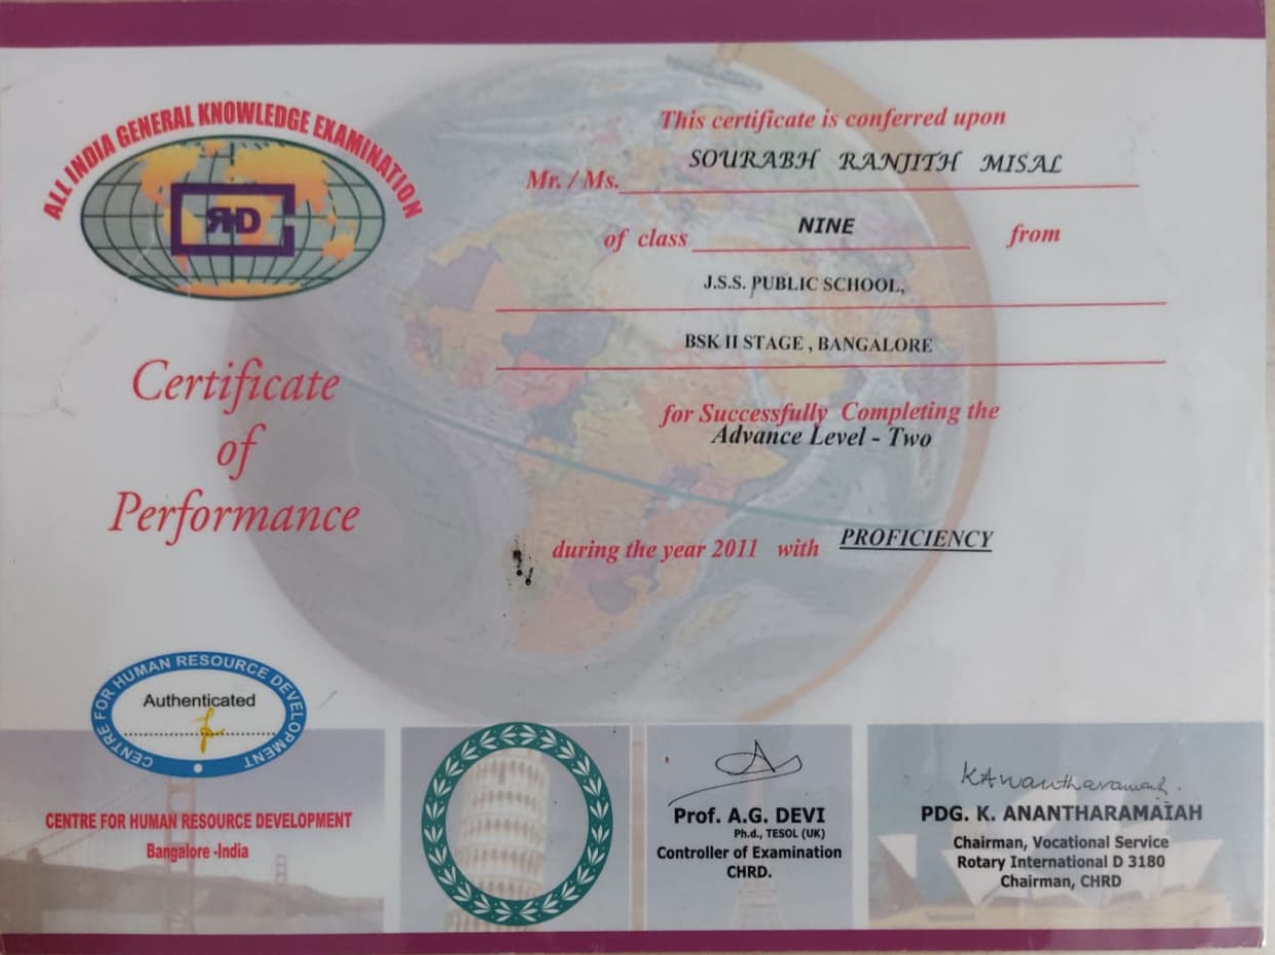 ALL INDIA GENERAL KNOWLEDGE EXAMINATION
Certificate
of
Performance
This certificate is conferred upon
Mr. / Ms. SOURABH RANJITH MISAL
of class NINE from
J.S.S. PUBLIC SCHOOL,
BSK II STAGE , BANGALORE
for Successfully Completing the
Advance Level - Two
during the year 2011 with PROFICIENCY
CENTRE FOR HUMAN RESOURCE DEVELOPMENT
Authenticated
CENTRE FOR HUMAN RESOURCE DEVELOPMENT
Bangalore -India
Prof. A.G. DEVI
Ph.d., TESOL (UK)
Controller of Examination
CHRD.
K Anantharamaiah.
PDG. K. ANANTHARAMAIAH
Chairman, Vocational Service
Rotary International D 3180
Chairman, CHRD